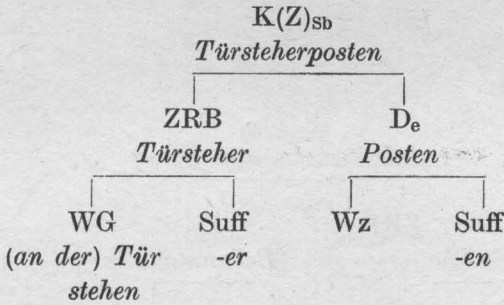 K(Z)Sb
Türsteherposten
ZRB De
Türsteher Posten
WG Suff Wz Suff
(an der) Tür -er -en
stehen